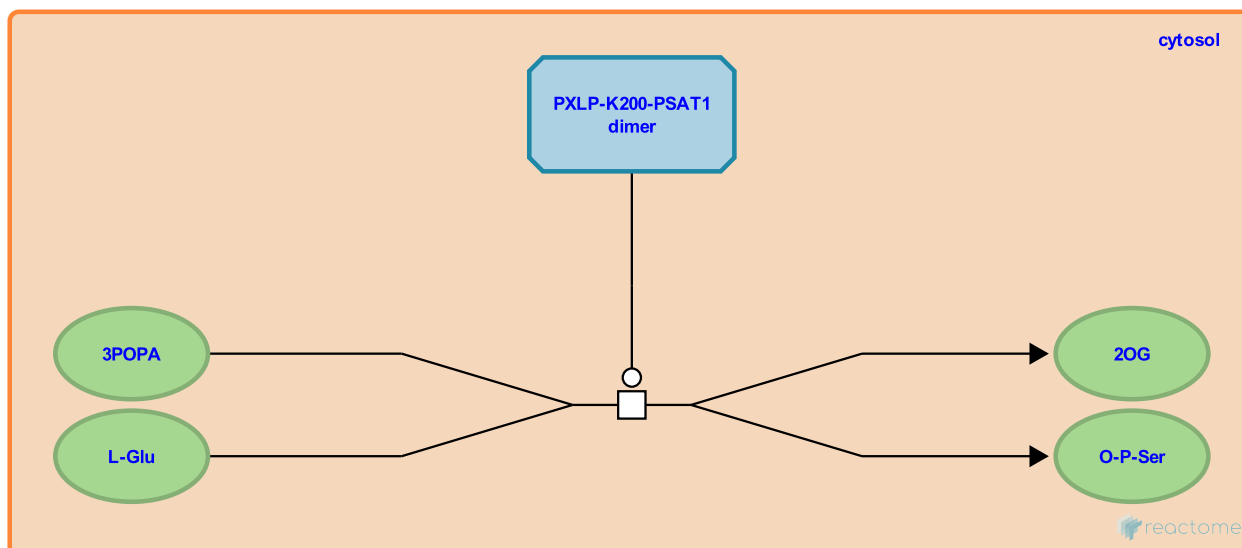 cytosol
PXLP-K200-PSAT1
dimer
3POPA
2OG
L-Glu
O-P-Ser
reactome